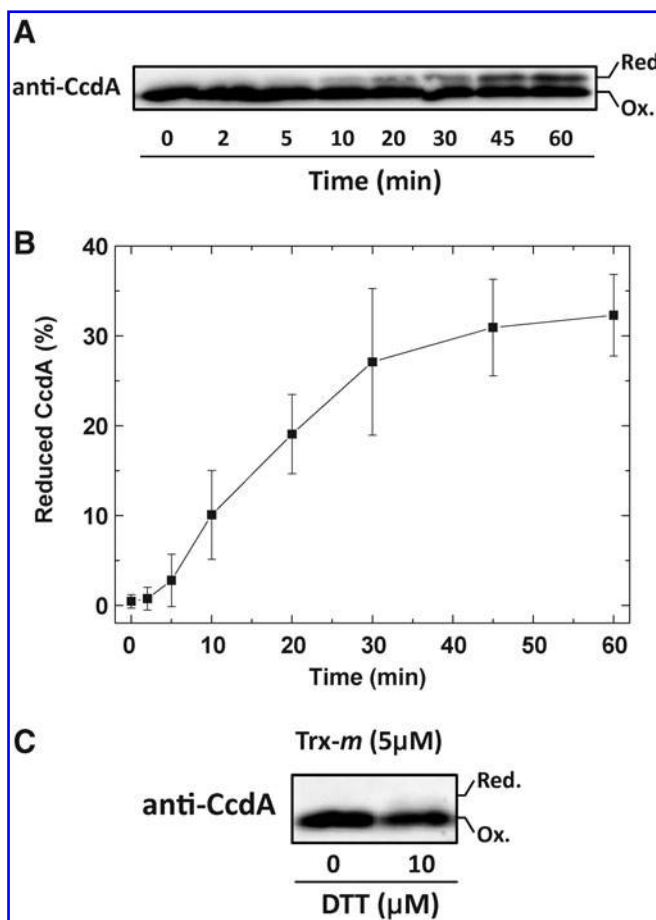 A
anti-CcdA
Red
Ox.
0 2 5 10 20 30 45 60
Time (min)
B
40
30
20
10
0
Reduced CcdA (%)
0 10 20 30 40 50 60
Time (min)
C
Trx-m (5μM)
anti-CcdA
Red.
Ox.
0 10
DTT (μM)